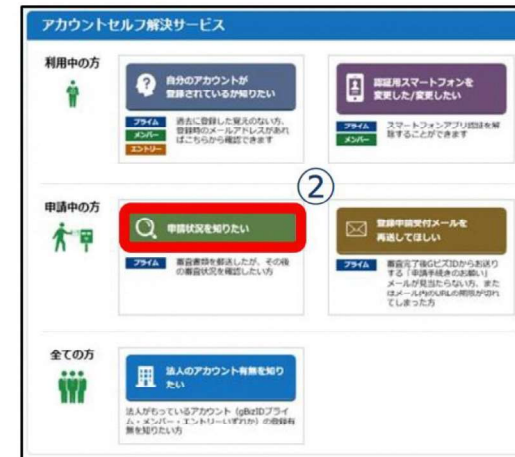 アカウントセルフ解決サービス
利用中の方
自分のアカウントが
登録されているか知りたい
プライム
メンバー
エントリー
過去に登録した覚えのない方、
登録時のメールアドレスがあれ
ばこちらから確認できます
認証用スマートフォンを
変更した/変更したい
プライム
メンバー
スマートフォンアプリ認証を解
除することができます
②
申請中の方
申請状況を知りたい
プライム
審査書類を郵送したが、その後
の審査状況を確認したい方
登録申請受付メールを
再送してほしい
プライム
審査完了後GビズIDからお送り
する「申請手続きのお願い」
メールが見当たらない方、また
はメール内のURLの期限が切れ
てしまった方
全ての方
法人のアカウント有無を知り
たい
法人がもっているアカウント（gBizIDプライ
ム・メンバー・エントリーいずれか）の登録有
無を知りたい方